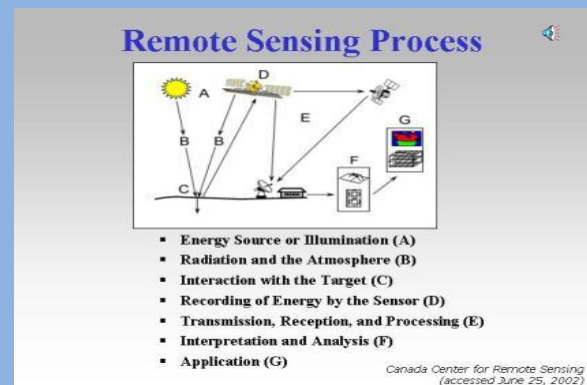 Remote Sensing Process
D
A
E
G
B
B
F
C
▪ Energy Source or Illumination (A)
▪ Radiation and the Atmosphere (B)
▪ Interaction with the Target (C)
▪ Recording of Energy by the Sensor (D)
▪ Transmission, Reception, and Processing (E)
▪ Interpretation and Analysis (F)
▪ Application (G)
Canada Center for Remote Sensing
(accessed June 25, 2002)